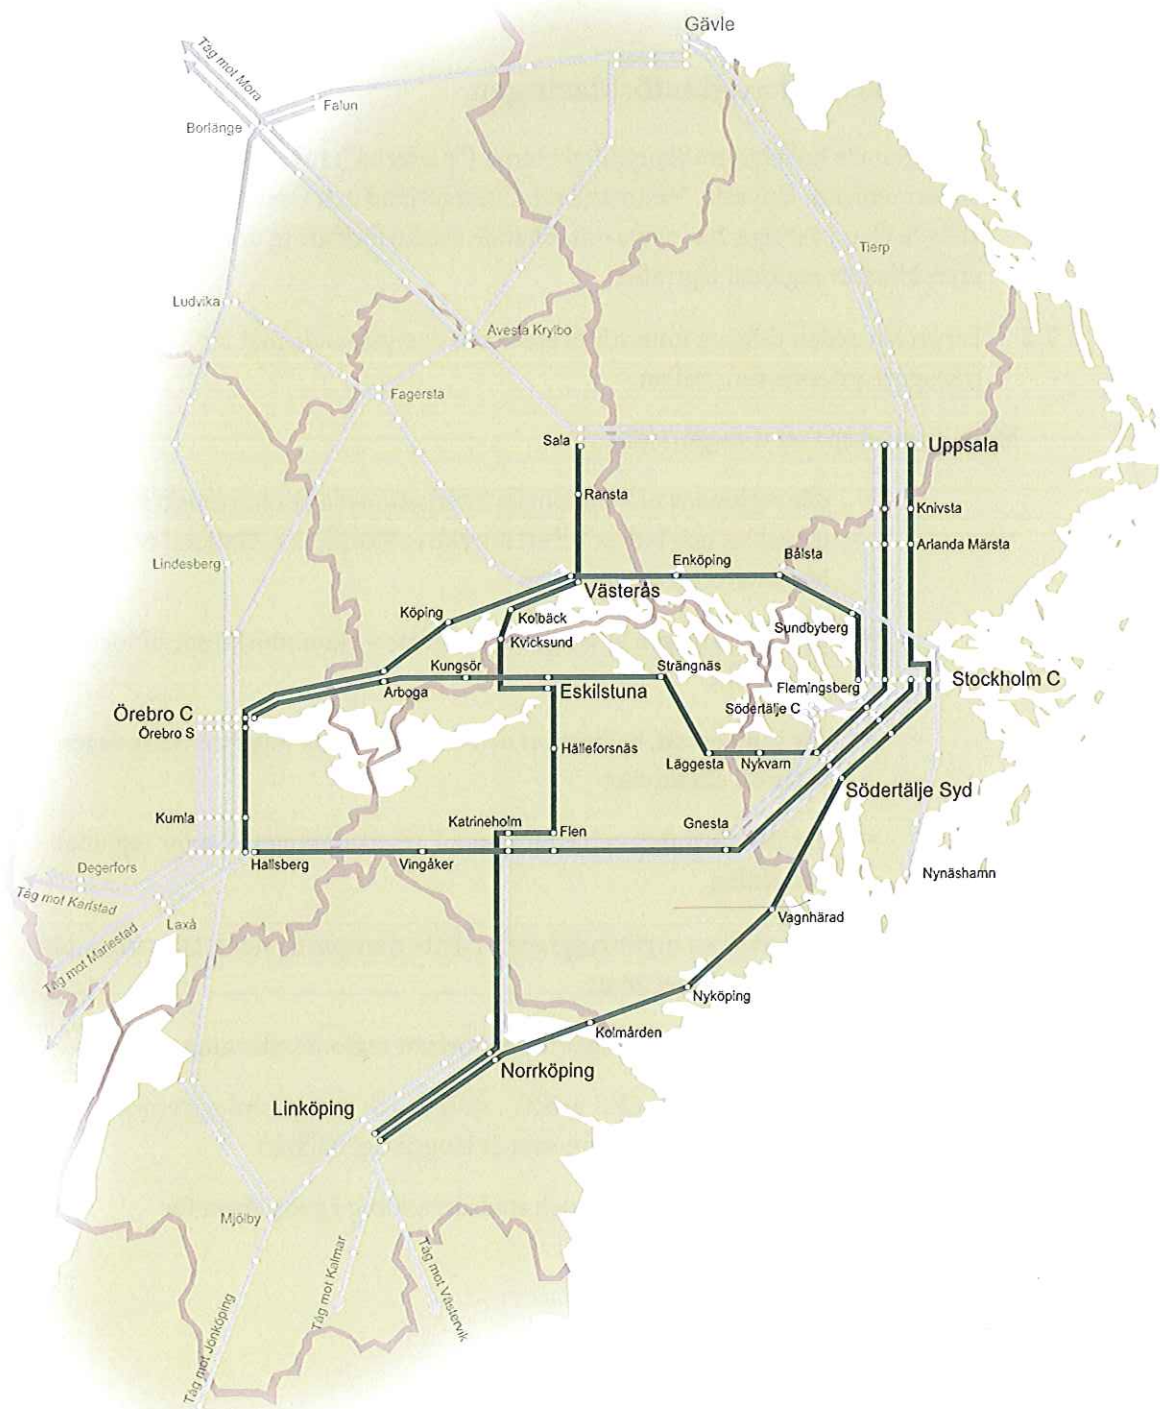 Gävle
Tåg mot Mora
Falun
Borlänge
Tierp
Ludvika
Avesta Krylbo
Fagersta
Sala
Uppsala
Ransta
Knivsta
Arlanda Märsta
Lindesberg
Enköping
Bålsta
Västerås
Köping
Kolbäck
Sundbyberg
Kvicksund
Kungsör
Strängnäs
Arboga
Eskilstuna
Flemingsberg
Stockholm C
Örebro C
Södertälje C
Örebro S
Hälleforsnäs
Läggesta
Nykvarn
Södertälje Syd
Kumla
Katrineholm
Flen
Gnesta
Hallsberg
Vingåker
Degerfors
Nynäshamn
Tåg mot Karlstad
Laxå
Vagnhärad
Tåg mot Mariestad
Nyköping
Kolmården
Norrköping
Linköping
Mjölby
Tåg mot Kalmar
Tåg mot Västervik
Tåg mot Jönköping